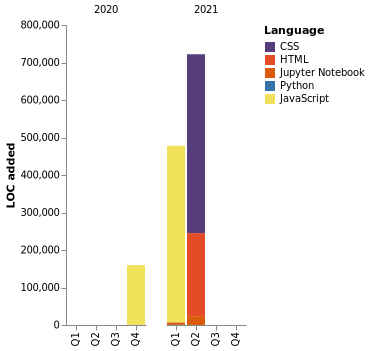 2020
2021
Language
CSS
HTML
Jupyter Notebook
Python
JavaScript
LOC added
800,000
700,000
600,000
500,000
400,000
300,000
200,000
100,000
0
Q1
Q2
Q3
Q4
Q1
Q2
Q3
Q4